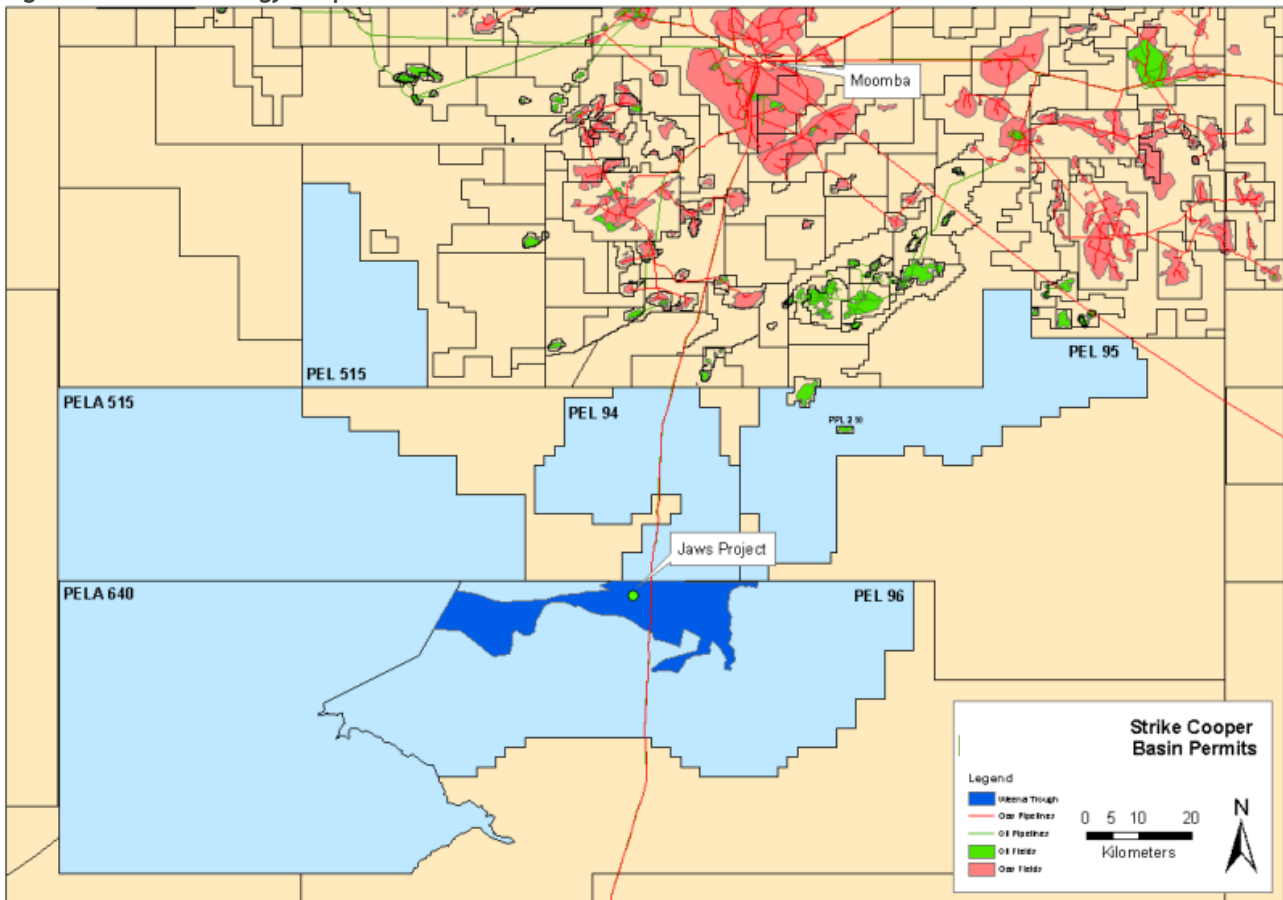 Moomba
PEL 515
PEL 95
PELA 515
PEL 94
PPL 210
Jaws Project
PELA 640
PEL 96
Strike Cooper
Basin Permits
Legend
Weena Trough
Gas Pipelines
Oil Pipelines
Oil Fields
Gas Fields
0 5 10 20
Kilometers
N